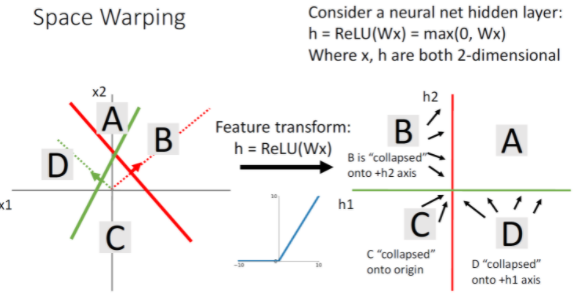 Space Warping
Consider a neural net hidden layer:
h = ReLU(Wx) = max(0, Wx)
Where x, h are both 2-dimensional
x2
A
B
D
C
x1
Feature transform:
h = ReLU(Wx)
10
-10
0
10
h2
B
A
B is "collapsed"
onto +h2 axis
h1
C
D
C "collapsed"
onto origin
D "collapsed"
onto +h1 axis